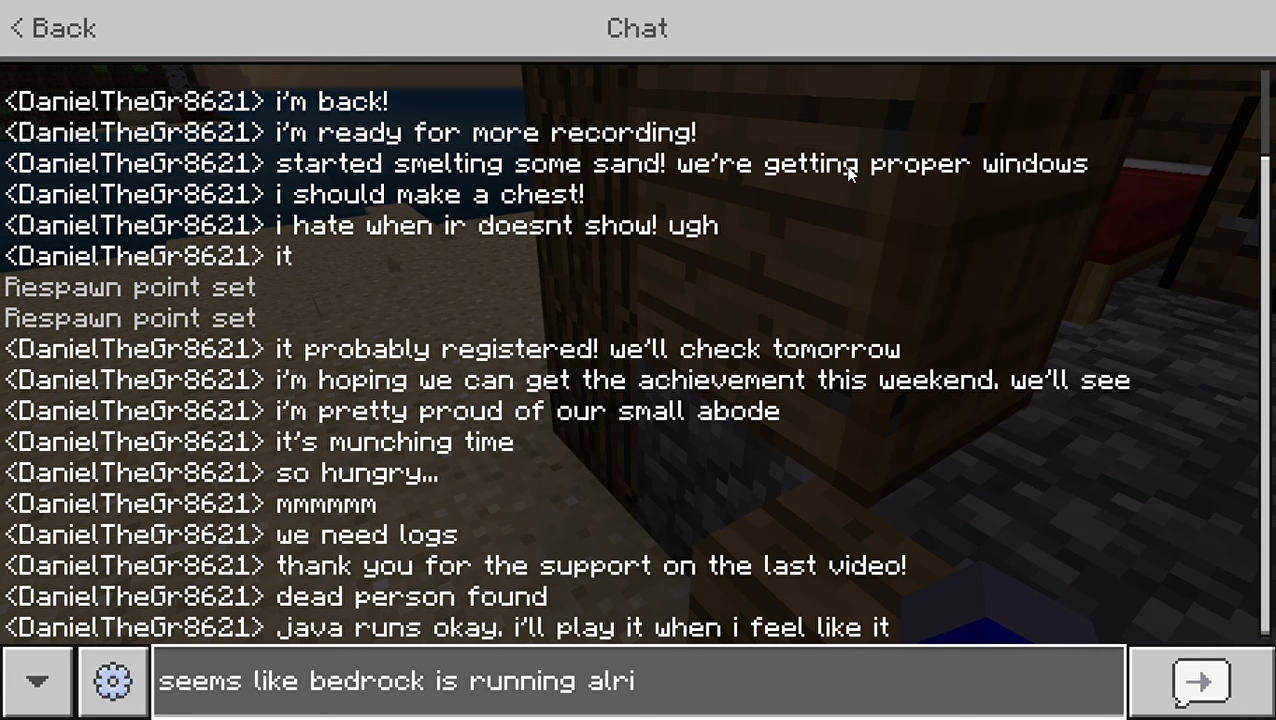 < Back
Chat
<DanielTheGr8621> i'm back!
<DanielTheGr8621> i'm ready for more recording!
<DanielTheGr8621> started smelting some sand! we're getting proper windows
<DanielTheGr8621> i should make a chest!
<DanielTheGr8621> i hate when ir doesnt show! ugh
<DanielTheGr8621> it
Respawn point set
Respawn point set
<DanielTheGr8621> it probably registered! we'll check tomorrow
<DanielTheGr8621> i'm hoping we can get the achievement this weekend. we'll see
<DanielTheGr8621> i'm pretty proud of our small abode
<DanielTheGr8621> it's munching time
<DanielTheGr8621> so hungry...
<DanielTheGr8621> mmmmmm
<DanielTheGr8621> we need logs
<DanielTheGr8621> thank you for the support on the last video!
<DanielTheGr8621> dead person found
<DanielTheGr8621> java runs okay. i'll play it when i feel like it
seems like bedrock is running alri